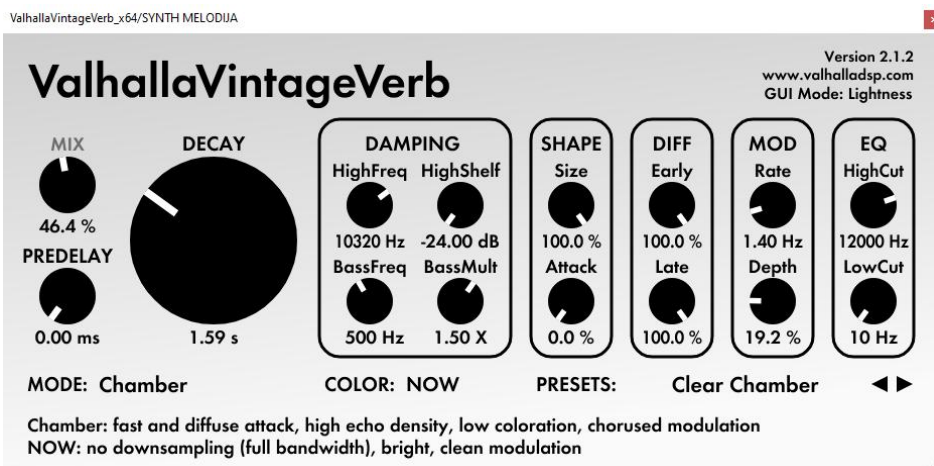 ValhallaVintageVerb_x64/SYNTH MELODIJA
ValhallaVintageVerb
Version 2.1.2
www.valhalladsp.com
GUI Mode: Lightness
MIX
46.4 %
PREDELAY
0.00 ms
DECAY
1.59 s
DAMPING
HighFreq HighShelf
10320 Hz -24.00 dB
BassFreq BassMult
500 Hz 1.50 X
SHAPE
Size
100.0 %
Attack
0.0 %
DIFF
Early
100.0 %
Late
100.0 %
MOD
Rate
1.40 Hz
Depth
19.2 %
EQ
HighCut
12000 Hz
LowCut
10 Hz
MODE: Chamber COLOR: NOW PRESETS: Clear Chamber
Chamber: fast and diffuse attack, high echo density, low coloration, chorused modulation
NOW: no downsampling (full bandwidth), bright, clean modulation